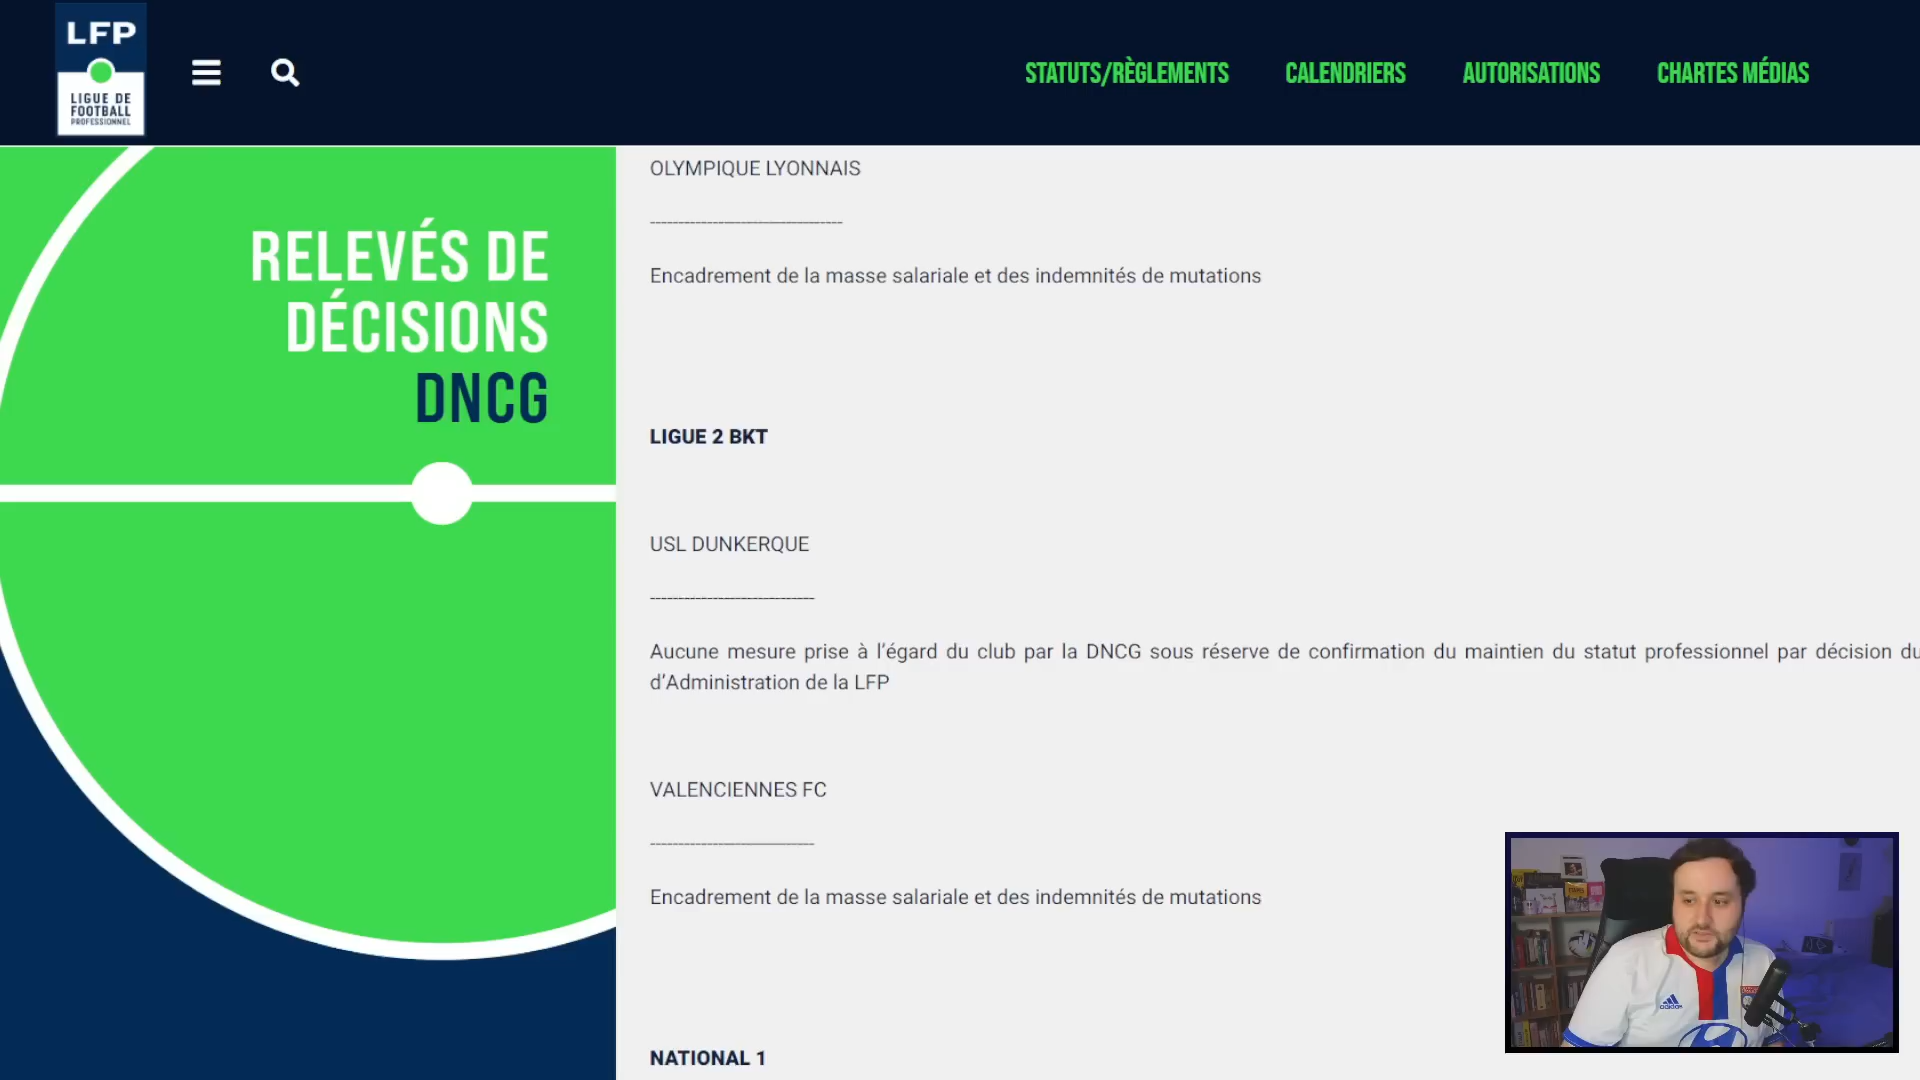 LFP
LIGUE DE
FOOTBALL
PROFESSIONNEL
STATUTS/RÈGLEMENTS
CALENDRIERS
AUTORISATIONS
CHARTES MÉDIAS
RELEVÉS DE
DÉCISIONS
DNCG
OLYMPIQUE LYONNAIS
----------------------------------
Encadrement de la masse salariale et des indemnités de mutations
LIGUE 2 BKT
USL DUNKERQUE
-----------------------------
Aucune mesure prise à l’égard du club par la DNCG sous réserve de confirmation du maintien du statut professionnel par décision du
d’Administration de la LFP
VALENCIENNES FC
-----------------------------
Encadrement de la masse salariale et des indemnités de mutations
NATIONAL 1
adidas